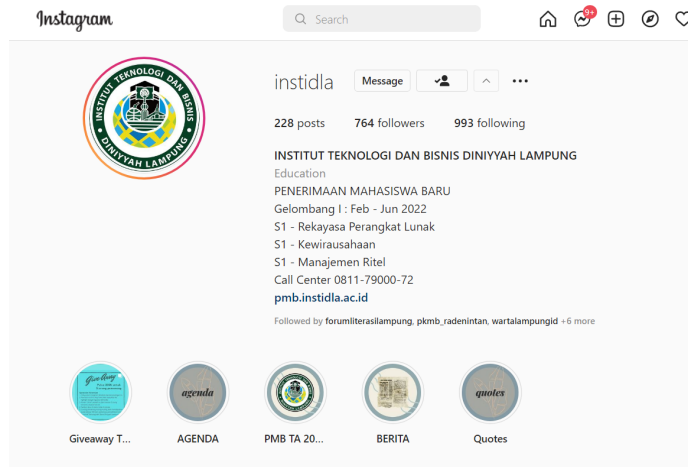 Instagram
Search
9+
instidla
Message
228 posts 764 followers 993 following
INSTITUT TEKNOLOGI DAN BISNIS DINIYYAH LAMPUNG
Education
PENERIMAAN MAHASISWA BARU
Gelombang I : Feb - Jun 2022
S1 - Rekayasa Perangkat Lunak
S1 - Kewirausahaan
S1 - Manajemen Ritel
Call Center 0811-79000-72
pmb.instidla.ac.id
Followed by forumliterasilampung, pkmb_radenintan, wartalampungid +6 more
INSTITUT TEKNOLOGI DAN BISNIS
DINIYYAH LAMPUNG
Give Away
agenda
quotes
Giveaway T...
AGENDA
PMB TA 20...
BERITA
Quotes